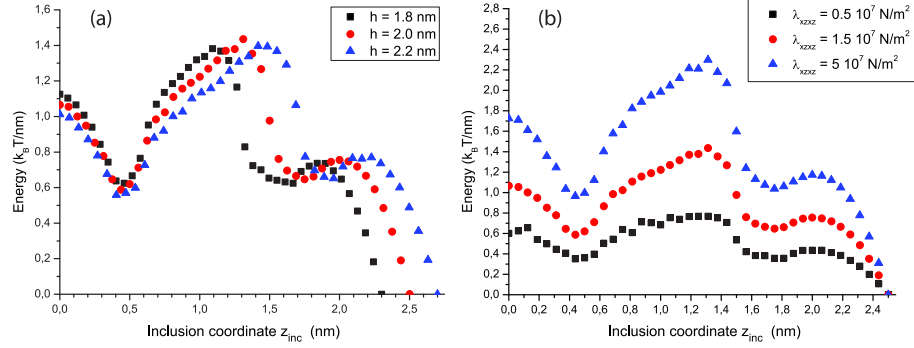 (a)
h = 1.8 nm
h = 2.0 nm
h = 2.2 nm
Energy (k_BT/nm)
1,6
1,4
1,2
1,0
0,8
0,6
0,4
0,2
0,0
0,0 0,5 1,0 1,5 2,0 2,5
Inclusion coordinate z_inc (nm)
(b)
λ_xzxz = 0.5 10^7 N/m^2
λ_xzxz = 1.5 10^7 N/m^2
λ_xzxz = 5 10^7 N/m^2
Energy (k_BT/nm)
2,8
2,6
2,4
2,2
2,0
1,8
1,6
1,4
1,2
1,0
0,8
0,6
0,4
0,2
0,0
0,0 0,2 0,4 0,6 0,8 1,0 1,2 1,4 1,6 1,8 2,0 2,2 2,4
Inclusion coordinate z_inc (nm)